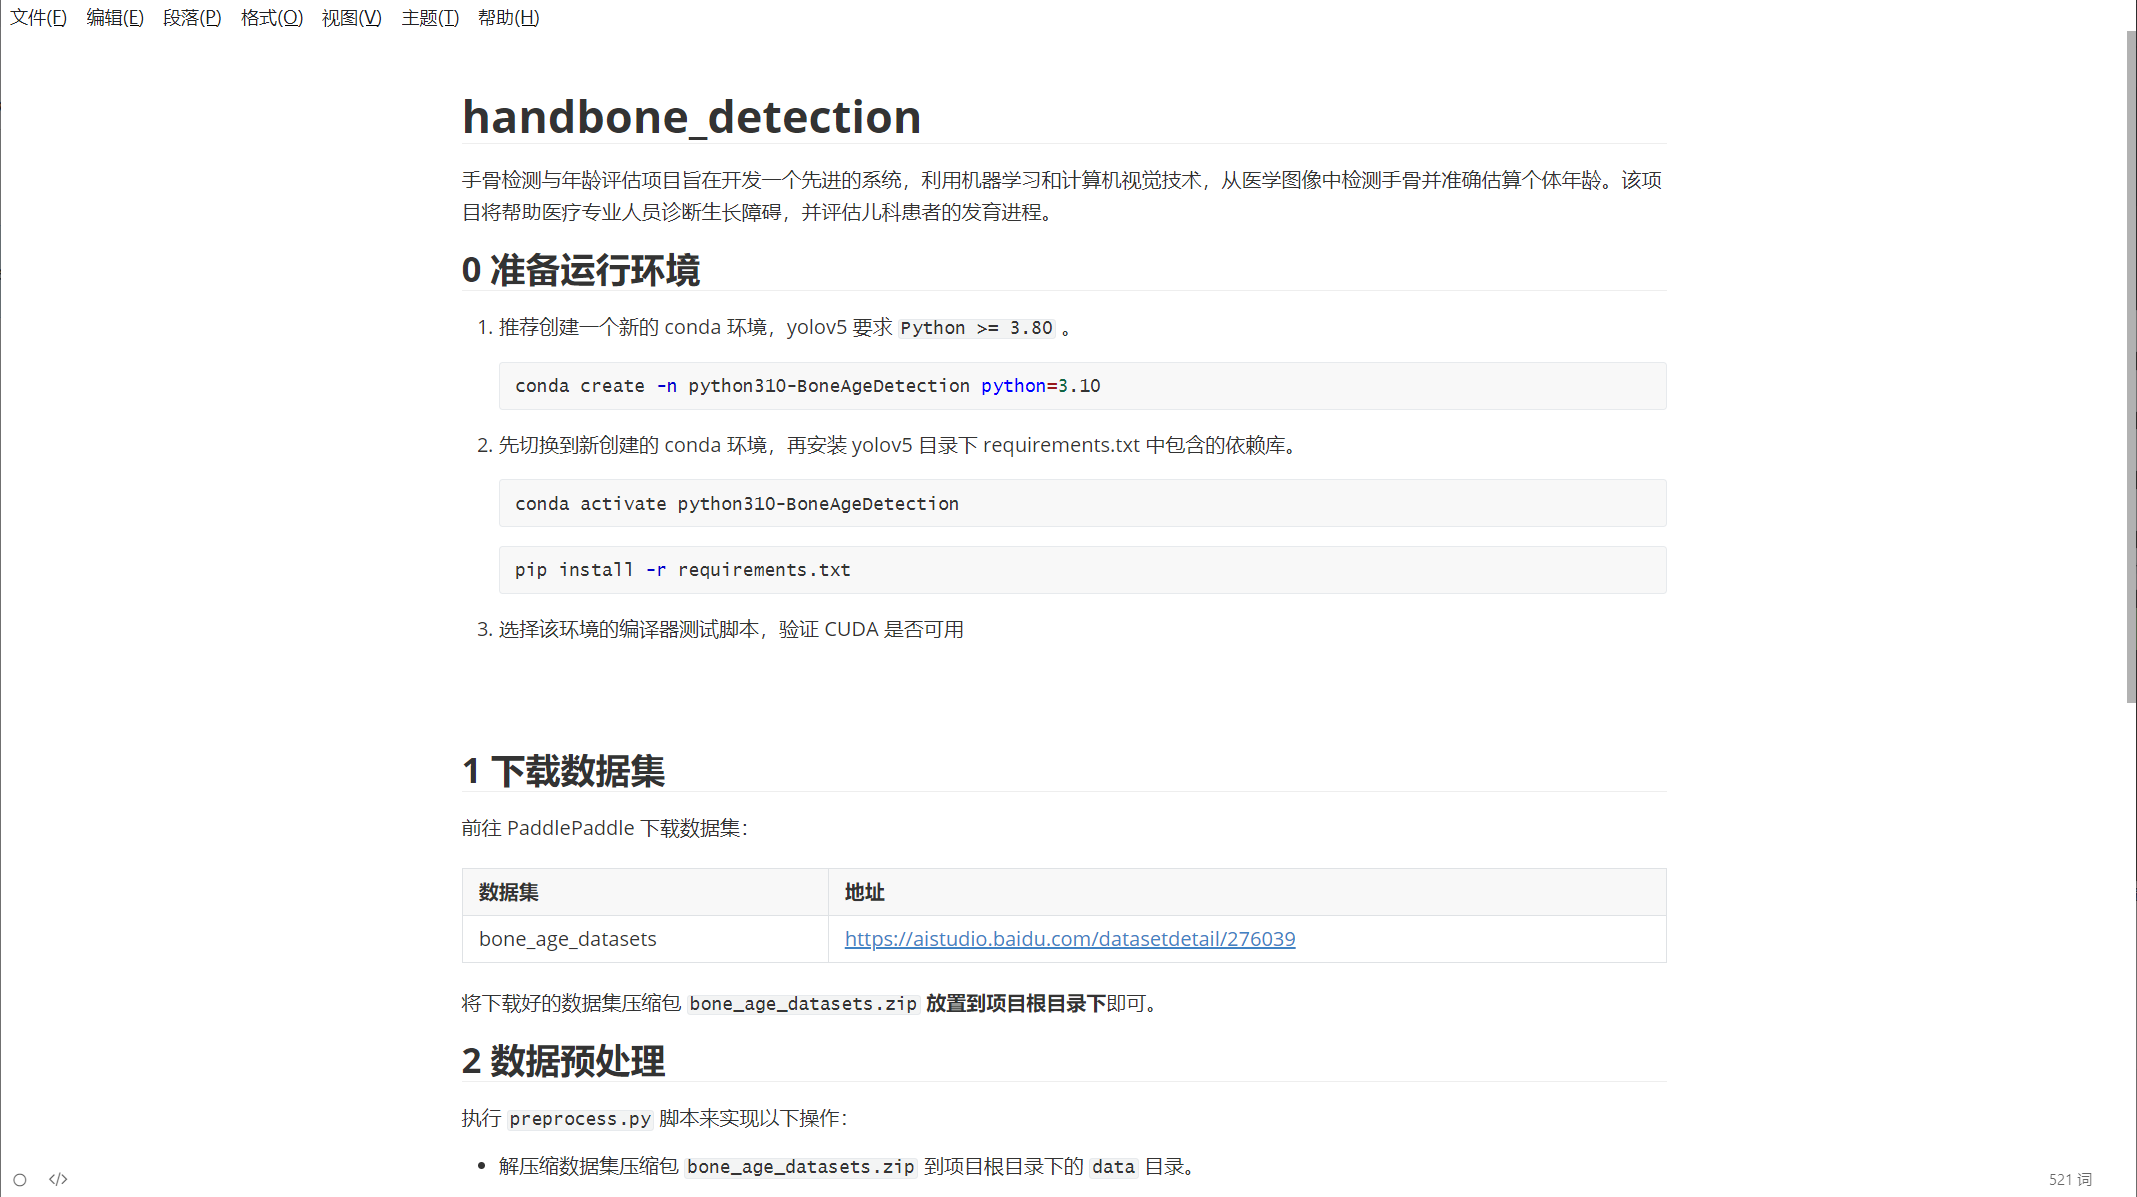 文件(F) 编辑(E) 段落(P) 格式(O) 视图(V) 主题(T) 帮助(H)
handbone_detection
手骨检测与年龄评估项目旨在开发一个先进的系统，利用机器学习和计算机视觉技术，从医学图像中检测手骨并准确估算个体年龄。该项
目将帮助医疗专业人员诊断生长障碍，并评估儿科患者的发育进程。
0 准备运行环境
1. 推荐创建一个新的 conda 环境，yolov5 要求 Python >= 3.80 。
conda create -n python310-BoneAgeDetection python=3.10
2. 先切换到新创建的 conda 环境，再安装 yolov5 目录下 requirements.txt 中包含的依赖库。
conda activate python310-BoneAgeDetection
pip install -r requirements.txt
3. 选择该环境的编译器测试脚本，验证 CUDA 是否可用
1 下载数据集
前往 PaddlePaddle 下载数据集：
数据集 地址
bone_age_datasets https://aistudio.baidu.com/datasetdetail/276039
将下载好的数据集压缩包 bone_age_datasets.zip 放置到项目根目录下即可。
2 数据预处理
执行 preprocess.py 脚本来实现以下操作：
• 解压缩数据集压缩包 bone_age_datasets.zip 到项目根目录下的 data 目录。
</> 521 词